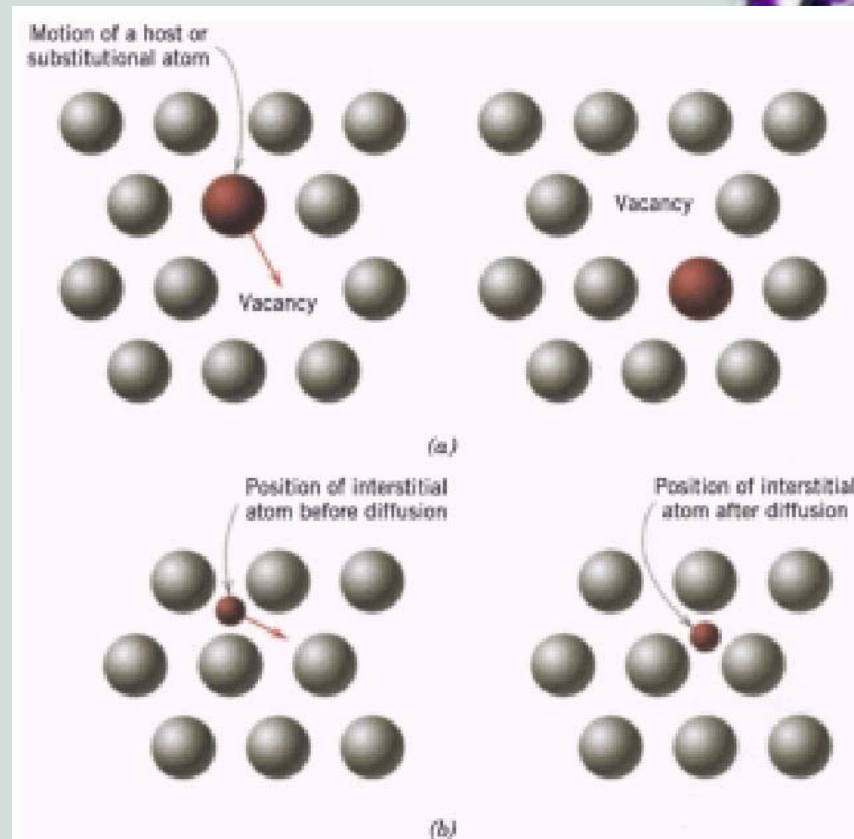 Motion of a host or
substitutional atom
Vacancy
Vacancy
(a)
Position of interstitial
atom before diffusion
Position of interstitial
atom after diffusion
(b)